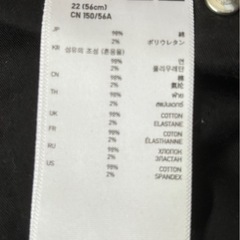 22 (56cm)
CN 150/56A
JP 98% 綿
2% ポリウレタン
KR 섬유의 조성 (혼용율)
98% 면
2% 폴리우레탄
CN 98% 棉
2% 氨纶
TH 98% ฝ้าย
2% สแปนเดกซ์
UK 98% COTTON
2% ELASTANE
FR 98% COTON
2% ÉLASTHANNE
RU 98% ХЛОПОК
2% ЭЛАСТАН
US 98% COTTON
2% SPANDEX